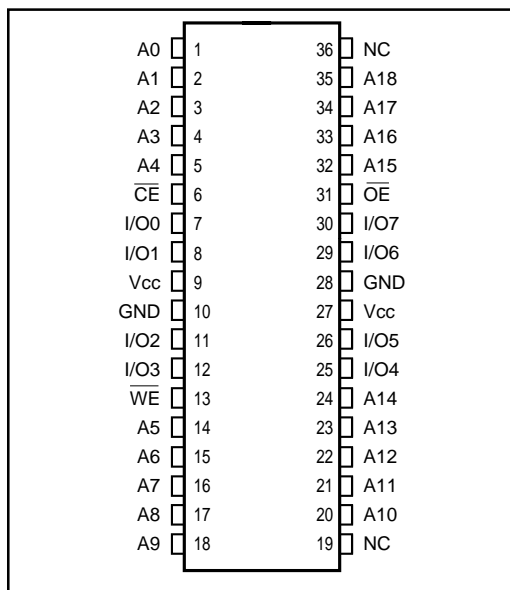 A0 1 36 NC
A1 2 35 A18
A2 3 34 A17
A3 4 33 A16
A4 5 32 A15
C̅E̅ 6 31 O̅E̅
I/O0 7 30 I/O7
I/O1 8 29 I/O6
Vcc 9 28 GND
GND 10 27 Vcc
I/O2 11 26 I/O5
I/O3 12 25 I/O4
W̅E̅ 13 24 A14
A5 14 23 A13
A6 15 22 A12
A7 16 21 A11
A8 17 20 A10
A9 18 19 NC